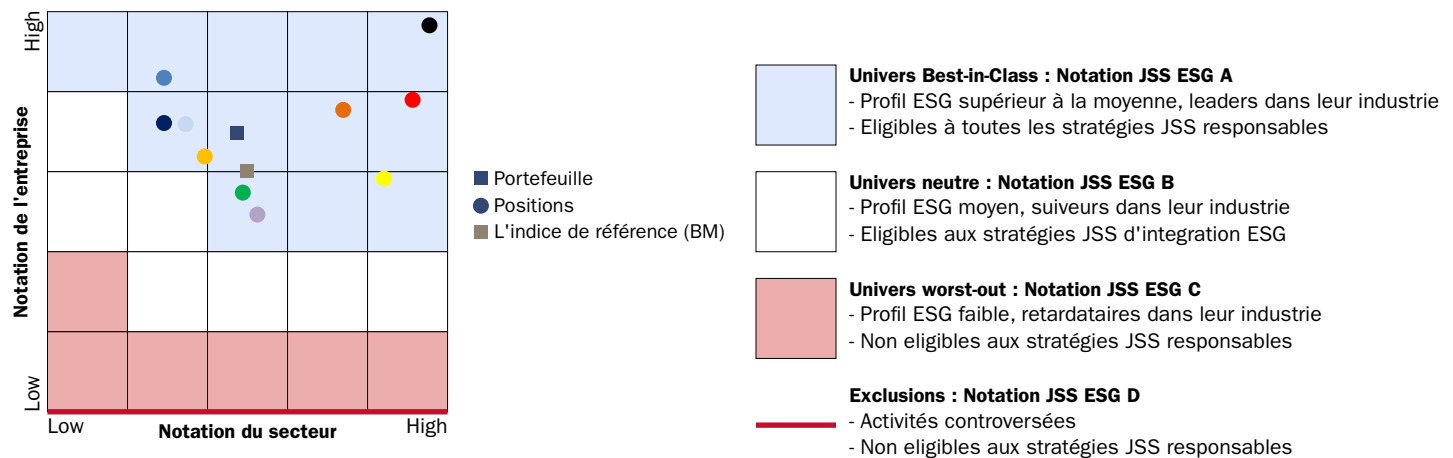 High
Notation de l'entreprise
Low
Low
Notation du secteur
High
Portefeuille
Positions
L'indice de référence (BM)
Univers Best-in-Class : Notation JSS ESG A
- Profil ESG supérieur à la moyenne, leaders dans leur industrie
- Eligibles à toutes les stratégies JSS responsables
Univers neutre : Notation JSS ESG B
- Profil ESG moyen, suiveurs dans leur industrie
- Eligibles aux stratégies JSS d'integration ESG
Univers worst-out : Notation JSS ESG C
- Profil ESG faible, retardataires dans leur industrie
- Non eligibles aux stratégies JSS responsables
Exclusions : Notation JSS ESG D
- Activités controversées
- Non eligibles aux stratégies JSS responsables